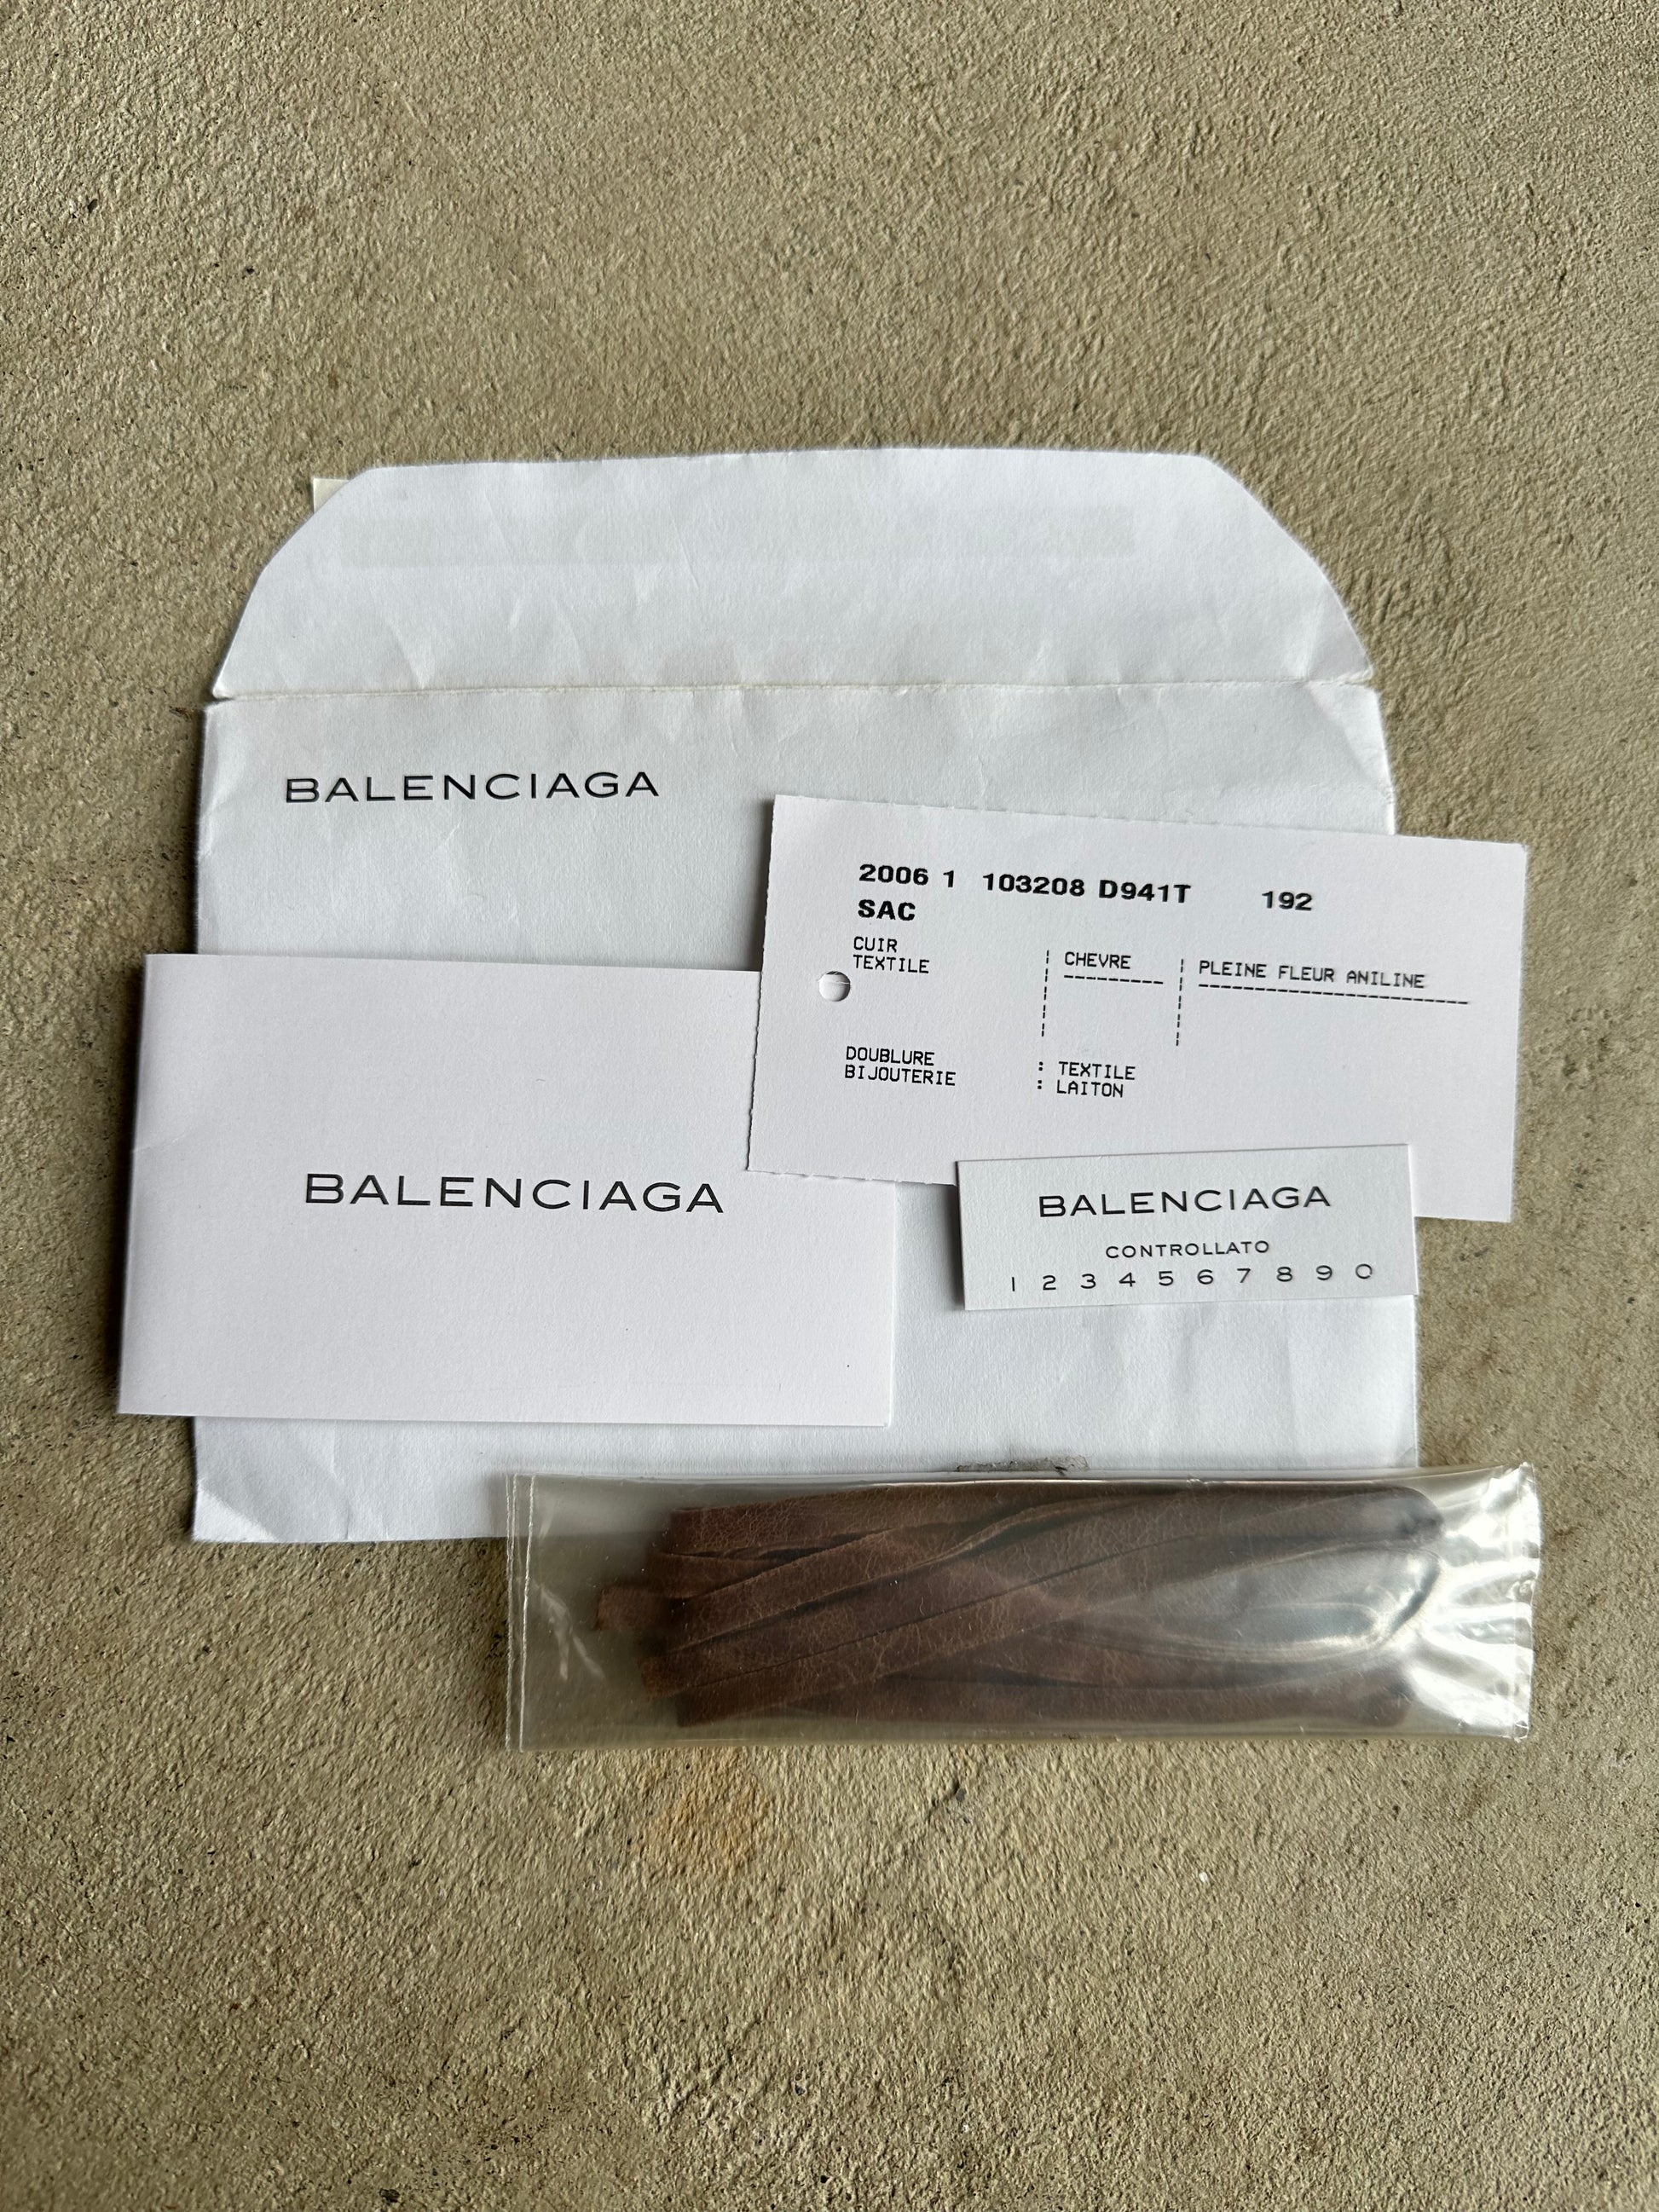 BALENCIAGA
2006 1 103208 D941T 192
SAC
CUIR CHEVRE PLEINE FLEUR ANILINE
TEXTILE
DOUBLURE : TEXTILE
BIJOUTERIE : LAITON
BALENCIAGA
BALENCIAGA
CONTROLLATO
1 2 3 4 5 6 7 8 9 0